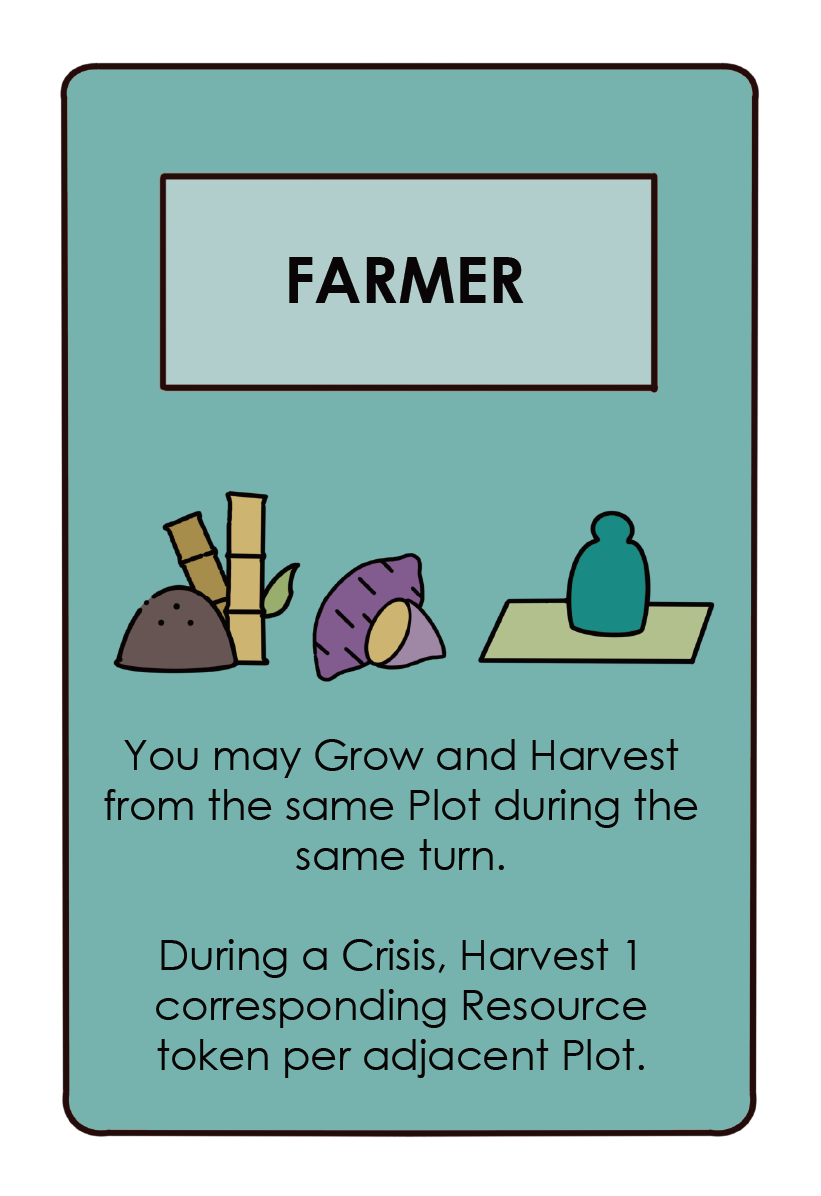 FARMER
You may Grow and Harvest
from the same Plot during the
same turn.
During a Crisis, Harvest 1
corresponding Resource
token per adjacent Plot.